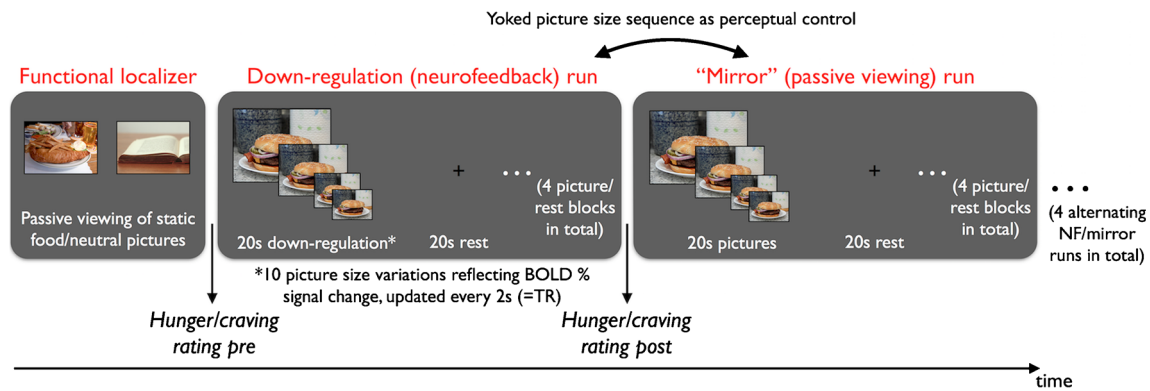 Yoked picture size sequence as perceptual control
Functional localizer
Down-regulation (neurofeedback) run
“Mirror” (passive viewing) run
Passive viewing of static
food/neutral pictures
20s down-regulation*
+
20s rest
...
(4 picture/
rest blocks
in total)
20s pictures
+
20s rest
...
(4 picture/
rest blocks
in total)
...
(4 alternating
NF/mirror
runs in total)
*10 picture size variations reflecting BOLD %
signal change, updated every 2s (=TR)
Hunger/craving
rating pre
Hunger/craving
rating post
time